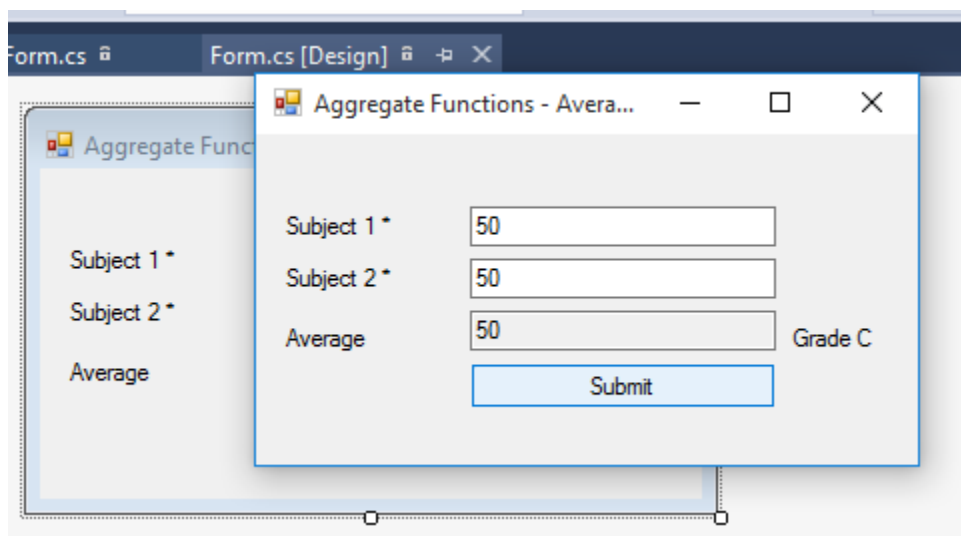 Form.cs Form.cs [Design]
Aggregate Func
Subject 1 *
Subject 2 *
Average
Aggregate Functions - Avera...
Subject 1 * 50
Subject 2 * 50
Average 50 Grade C
Submit